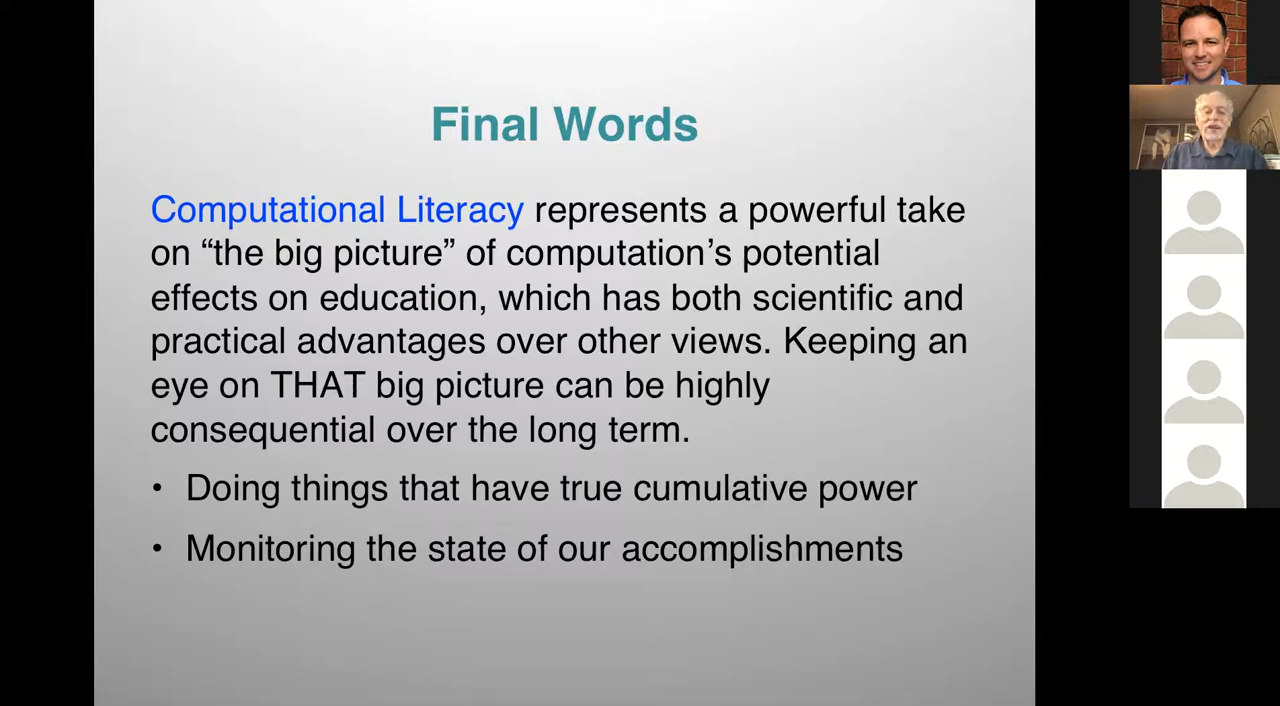 Final Words
Computational Literacy represents a powerful take
on “the big picture” of computation’s potential
effects on education, which has both scientific and
practical advantages over other views. Keeping an
eye on THAT big picture can be highly
consequential over the long term.
• Doing things that have true cumulative power
• Monitoring the state of our accomplishments